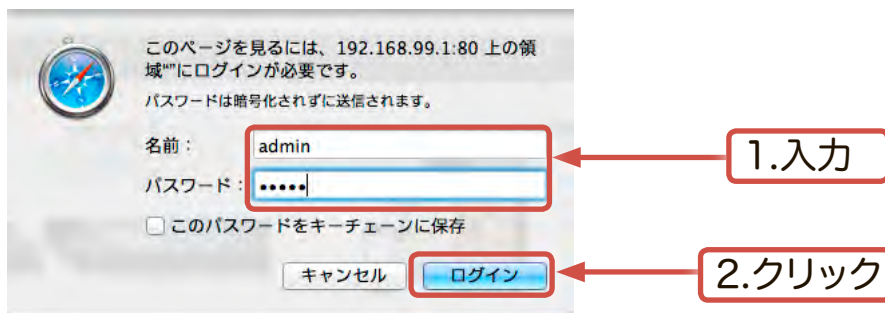 このページを見るには、192.168.99.1:80 上の領
域“”にログインが必要です。
パスワードは暗号化されずに送信されます。
名前：
admin
パスワード：
•••••
このパスワードをキーチェーンに保存
キャンセル
ログイン
1.入力
2.クリック